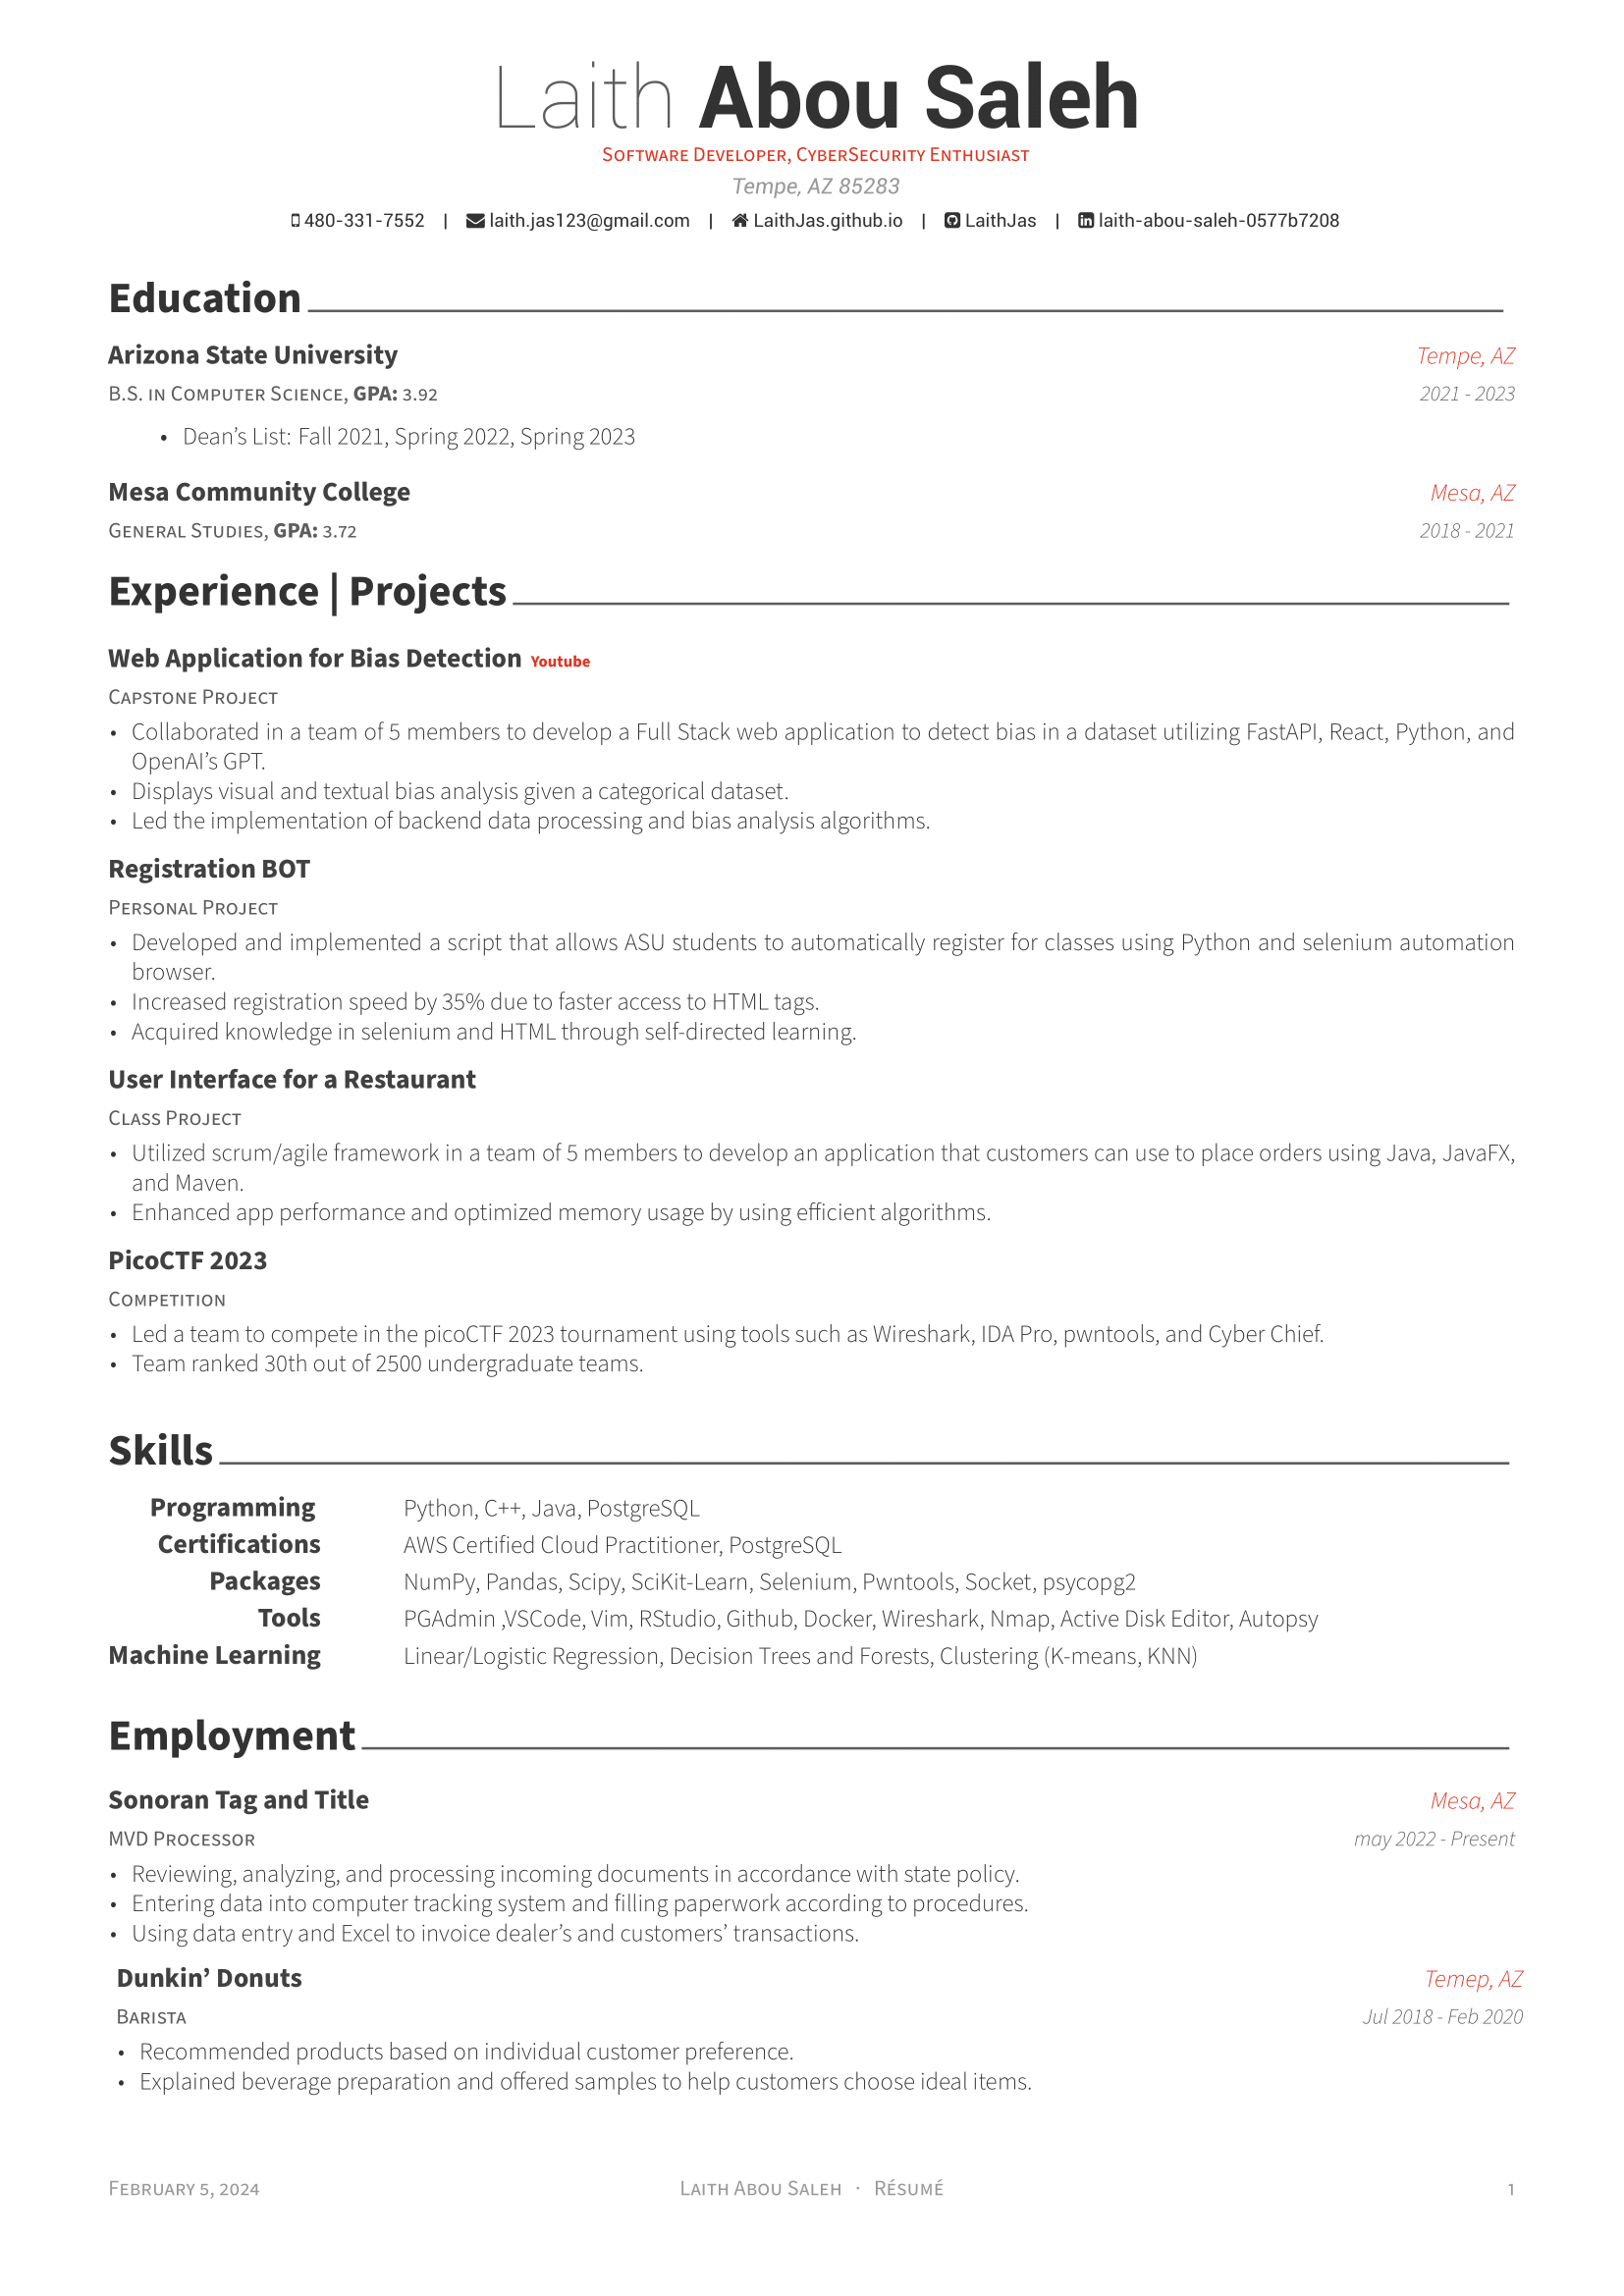 Laith Abou Saleh
Software Developer, CyberSecurity Enthusiast
Tempe, AZ 85283
480-331-7552 | laith.jas123@gmail.com | LaithJas.github.io | LaithJas | laith-abou-saleh-0577b7208
Education
Arizona State University Tempe, AZ
B.S. in Computer Science, GPA: 3.92 2021 - 2023
• Dean’s List: Fall 2021, Spring 2022, Spring 2023
Mesa Community College Mesa, AZ
General Studies, GPA: 3.72 2018 - 2021
Experience | Projects
Web Application for Bias Detection Youtube
Capstone Project
• Collaborated in a team of 5 members to develop a Full Stack web application to detect bias in a dataset utilizing FastAPI, React, Python, and
OpenAI’s GPT.
• Displays visual and textual bias analysis given a categorical dataset.
• Led the implementation of backend data processing and bias analysis algorithms.
Registration BOT
Personal Project
• Developed and implemented a script that allows ASU students to automatically register for classes using Python and selenium automation
browser.
• Increased registration speed by 35% due to faster access to HTML tags.
• Acquired knowledge in selenium and HTML through self-directed learning.
User Interface for a Restaurant
Class Project
• Utilized scrum/agile framework in a team of 5 members to develop an application that customers can use to place orders using Java, JavaFX,
and Maven.
• Enhanced app performance and optimized memory usage by using efficient algorithms.
PicoCTF 2023
Competition
• Led a team to compete in the picoCTF 2023 tournament using tools such as Wireshark, IDA Pro, pwntools, and Cyber Chief.
• Team ranked 30th out of 2500 undergraduate teams.
Skills
Programming Python, C++, Java, PostgreSQL
Certifications AWS Certified Cloud Practitioner, PostgreSQL
Packages NumPy, Pandas, Scipy, SciKit-Learn, Selenium, Pwntools, Socket, psycopg2
Tools PGAdmin ,VSCode, Vim, RStudio, Github, Docker, Wireshark, Nmap, Active Disk Editor, Autopsy
Machine Learning Linear/Logistic Regression, Decision Trees and Forests, Clustering (K-means, KNN)
Employment
Sonoran Tag and Title Mesa, AZ
MVD Processor may 2022 - Present
• Reviewing, analyzing, and processing incoming documents in accordance with state policy.
• Entering data into computer tracking system and filling paperwork according to procedures.
• Using data entry and Excel to invoice dealer’s and customers’ transactions.
Dunkin’ Donuts Temep, AZ
Barista Jul 2018 - Feb 2020
• Recommended products based on individual customer preference.
• Explained beverage preparation and offered samples to help customers choose ideal items.
February 5, 2024 Laith Abou Saleh · Résumé 1